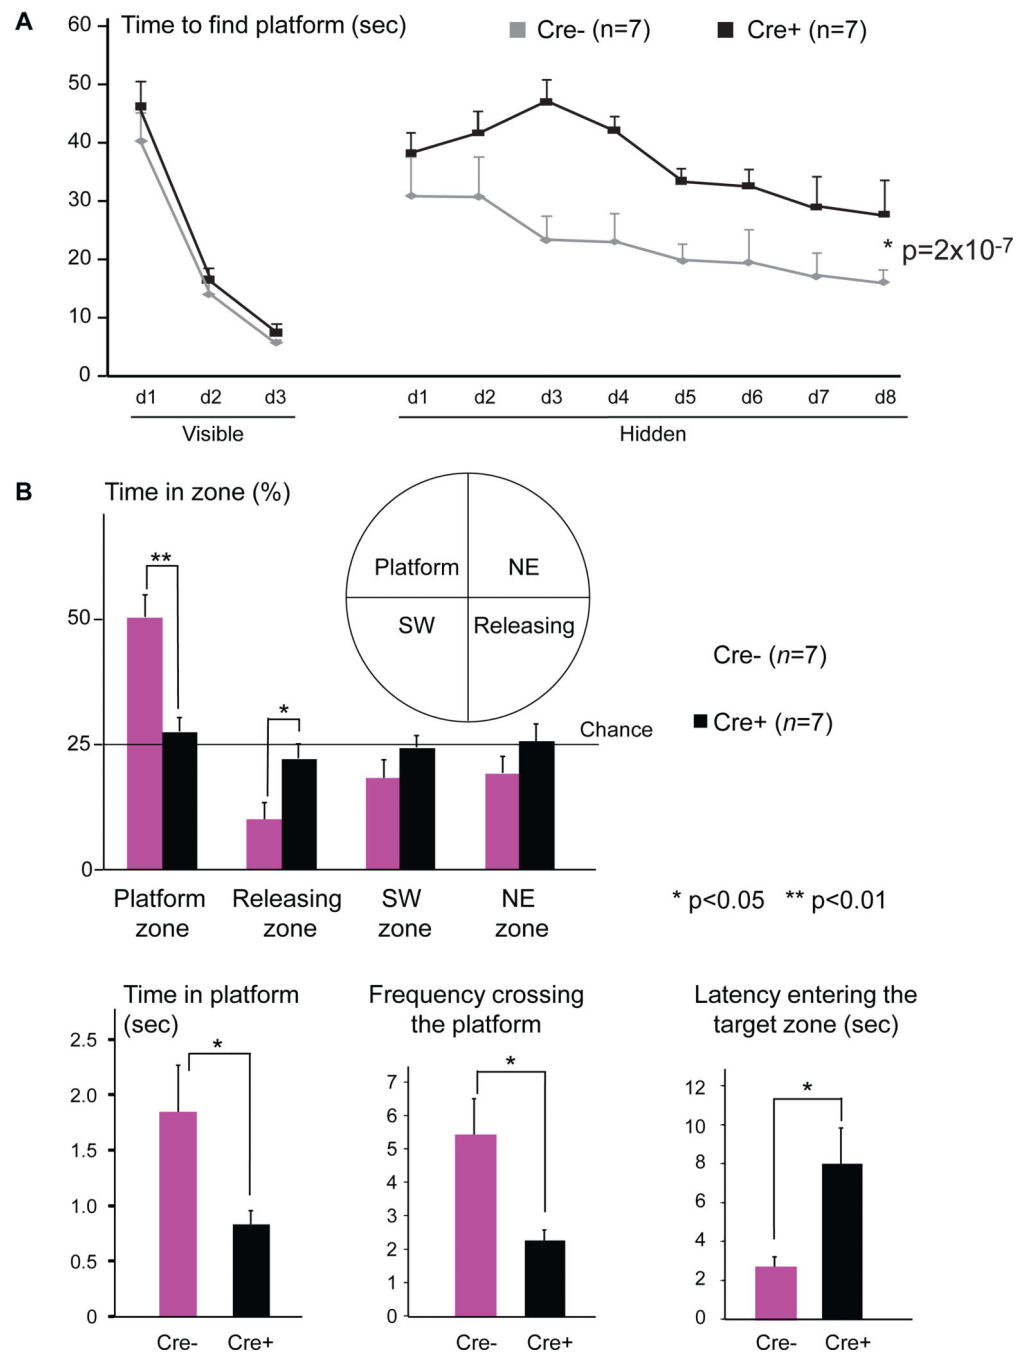 A
Time to find platform (sec)
Cre- (n=7)
Cre+ (n=7)
60
50
40
30
20
10
0
* p=2x10-7
d1 d2 d3 d1 d2 d3 d4 d5 d6 d7 d8
Visible Hidden
B
Time in zone (%)
50
25
0
**
*
Platform NE
SW Releasing
Chance
Cre- (n=7)
Cre+ (n=7)
Platform zone
Releasing zone
SW zone
NE zone
* p<0.05 ** p<0.01
Time in platform
(sec)
2.5
2.0
1.5
1.0
0.5
0
*
Cre- Cre+
Frequency crossing
the platform
7
6
5
4
3
2
1
0
*
Cre- Cre+
Latency entering the
target zone (sec)
12
10
8
6
4
2
0
*
Cre- Cre+